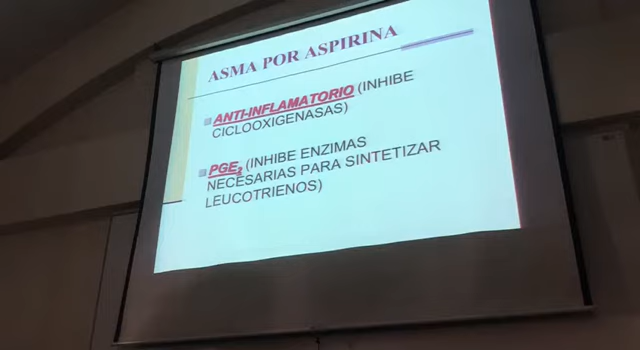 ASMA POR ASPIRINA
ANTI-INFLAMATORIO (INHIBE
CICLOOXIGENASAS)
PGE₂ (INHIBE ENZIMAS
NECESARIAS PARA SINTETIZAR
LEUCOTRIENOS)